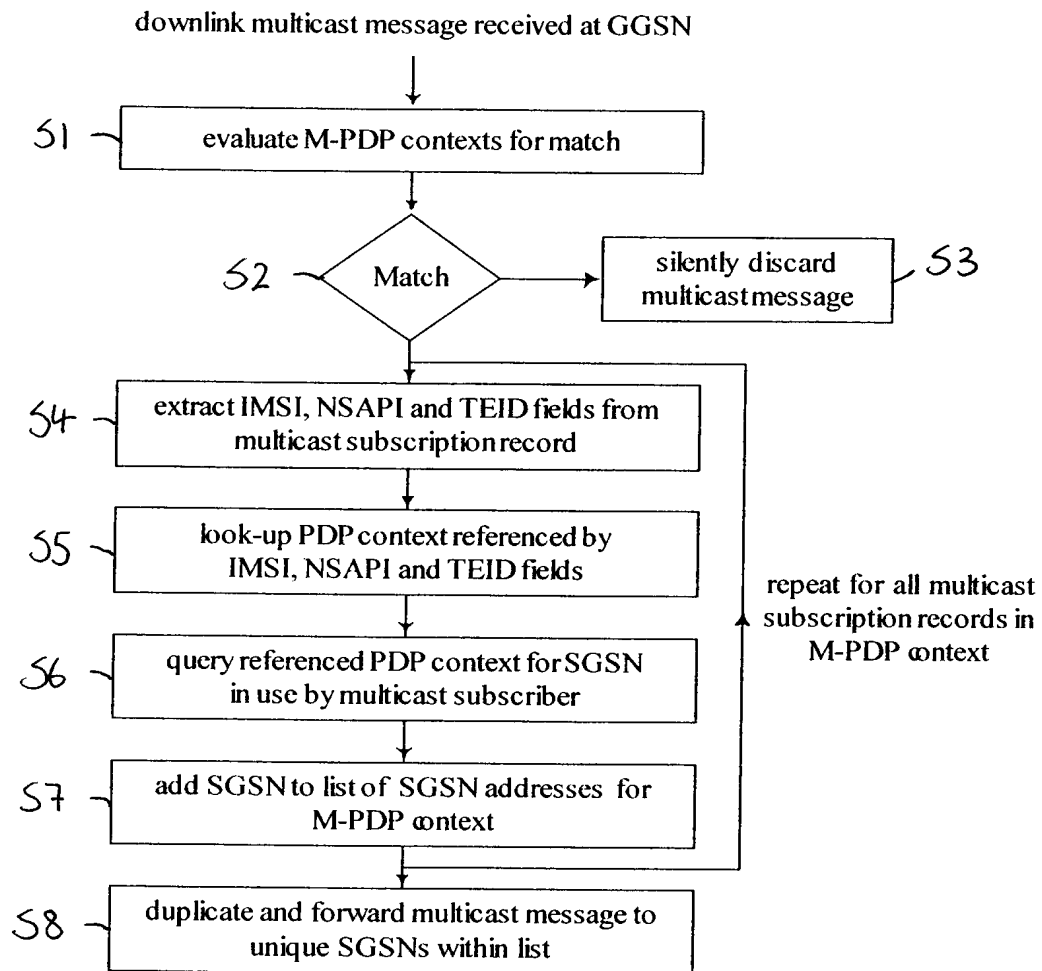 downlink multicast message received at GGSN
S1
evaluate M-PDP contexts for match
S2
Match
silently discard
multicast message
S3
S4
extract IMSI, NSAPI and TEID fields from
multicast subscription record
S5
look-up PDP context referenced by
IMSI, NSAPI and TEID fields
repeat for all multicast
subscription records in
M-PDP context
S6
query referenced PDP context for SGSN
in use by multicast subscriber
S7
add SGSN to list of SGSN addresses for
M-PDP context
S8
duplicate and forward multicast message to
unique SGSNs within list